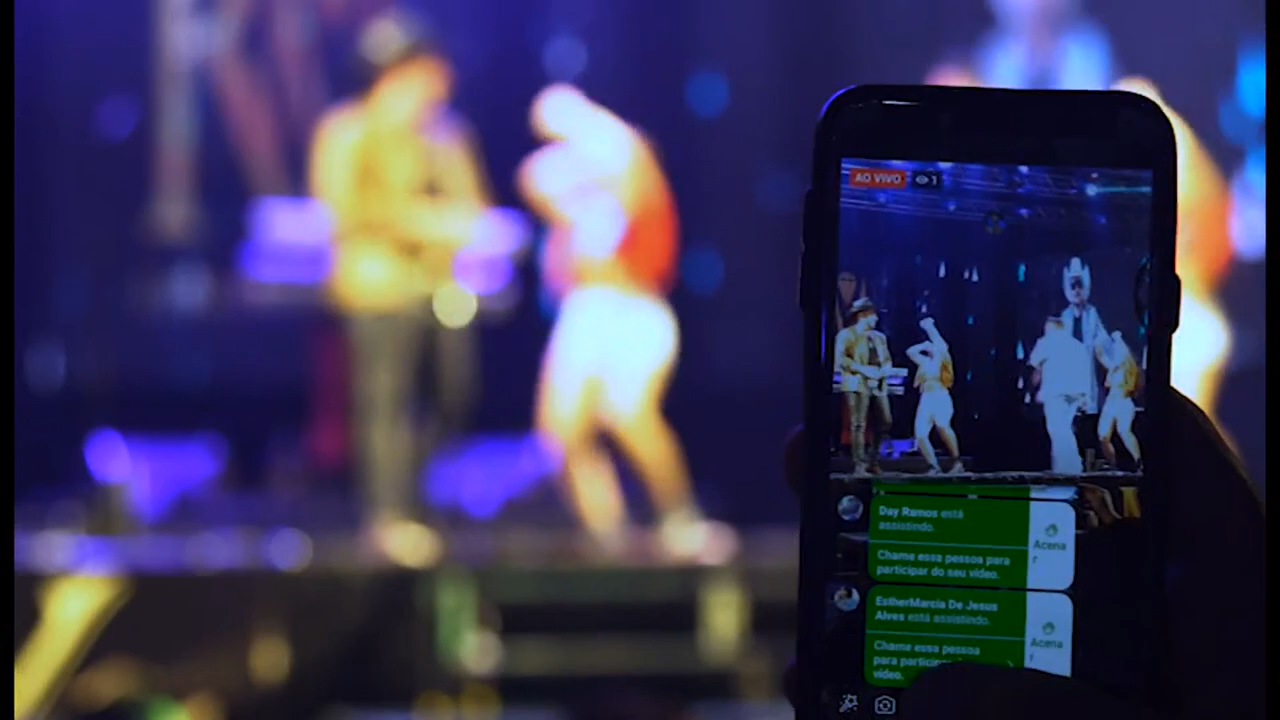 AO VIVO 1
Day Ramos está
assistindo.
Chame essa pessoa para
participar do seu vídeo.
Acena
r
EstherMarcia De Jesus
Alves está assistindo.
Chame essa pessoa
para particip
vídeo.
Acena
r